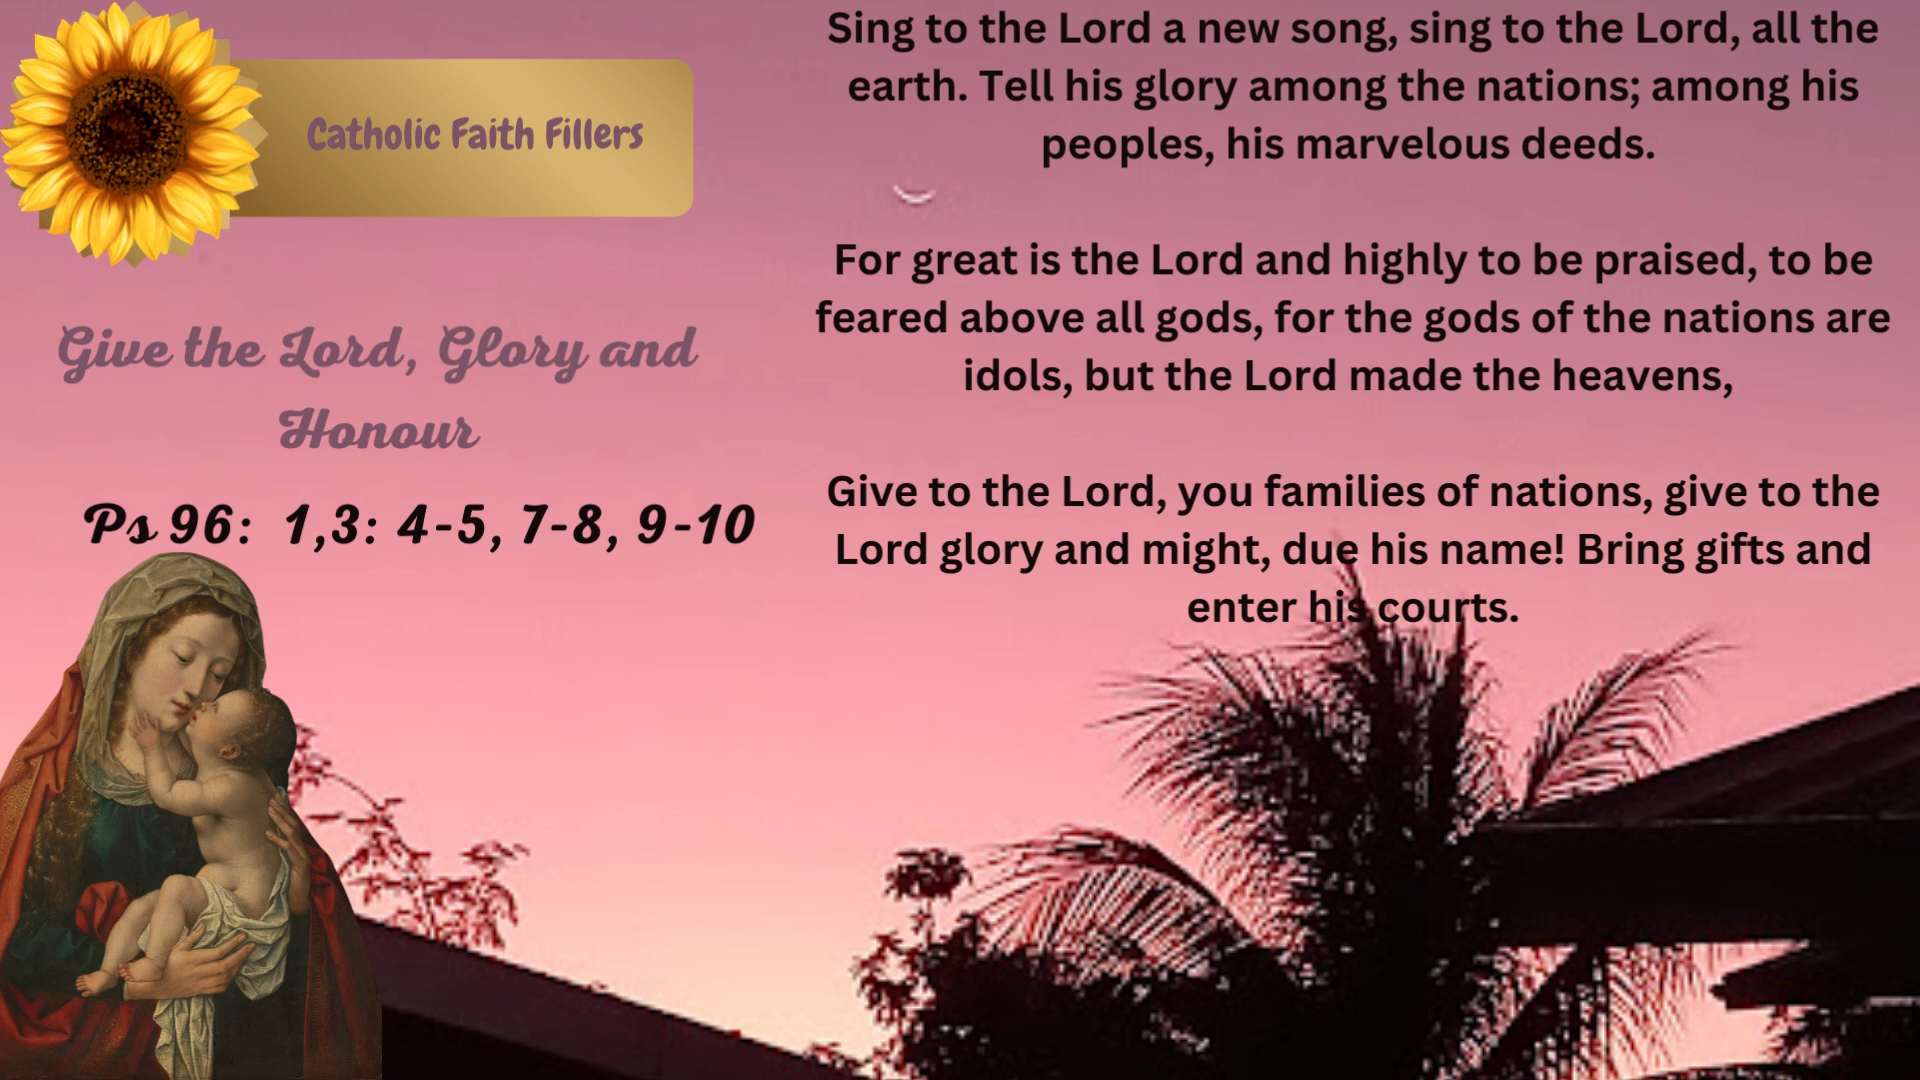 Catholic Faith Fillers
Give the Lord, Glory and
Honour
Ps 96: 1,3: 4-5, 7-8, 9-10
Sing to the Lord a new song, sing to the Lord, all the
earth. Tell his glory among the nations; among his
peoples, his marvelous deeds.
For great is the Lord and highly to be praised, to be
feared above all gods, for the gods of the nations are
idols, but the Lord made the heavens,
Give to the Lord, you families of nations, give to the
Lord glory and might, due his name! Bring gifts and
enter his courts.